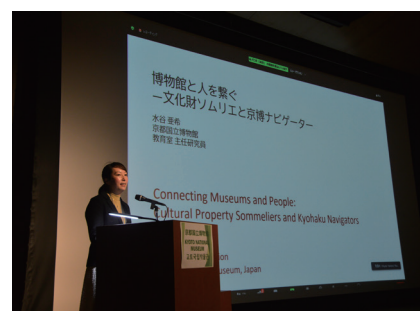 博物館と人を繋ぐ
ー文化財ソムリエと京博ナビゲーター
水谷 亜希
京都国立博物館
教育室 主任研究員
Connecting Museums and People:
Cultural Property Sommeliers and Kyohaku Navigators
京都国立博物館
KYOTO NATIONAL
MUSEUM
useum, Japan